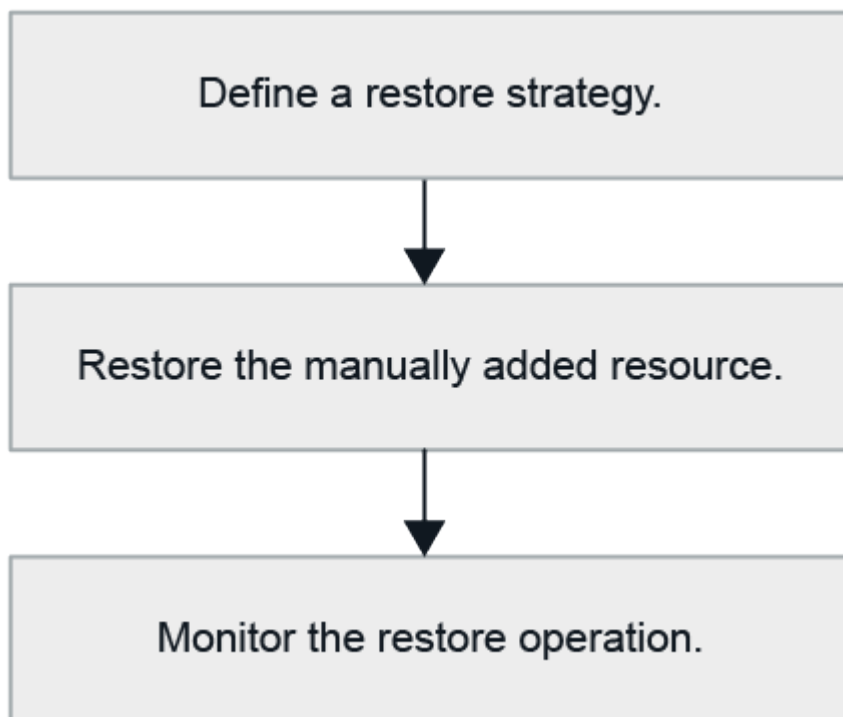 Define a restore strategy.
Restore the manually added resource.
Monitor the restore operation.